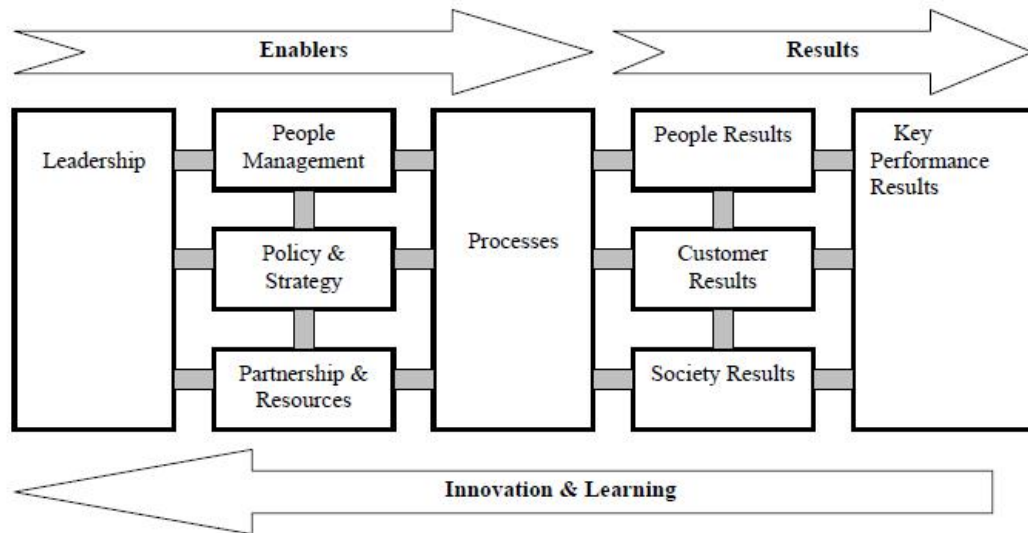 Enablers
Results
Leadership
People
Management
Policy &
Strategy
Partnership &
Resources
Processes
People Results
Customer
Results
Society Results
Key
Performance
Results
Innovation & Learning